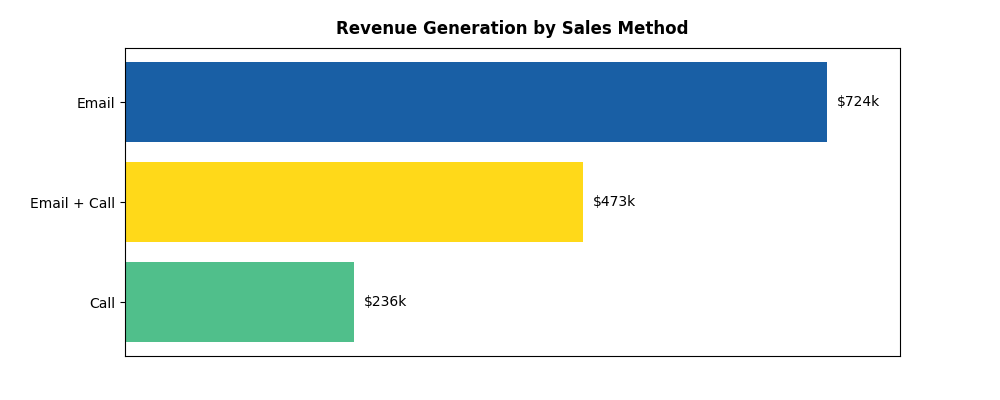 Revenue Generation by Sales Method
Email
$724k
Email + Call
$473k
Call
$236k